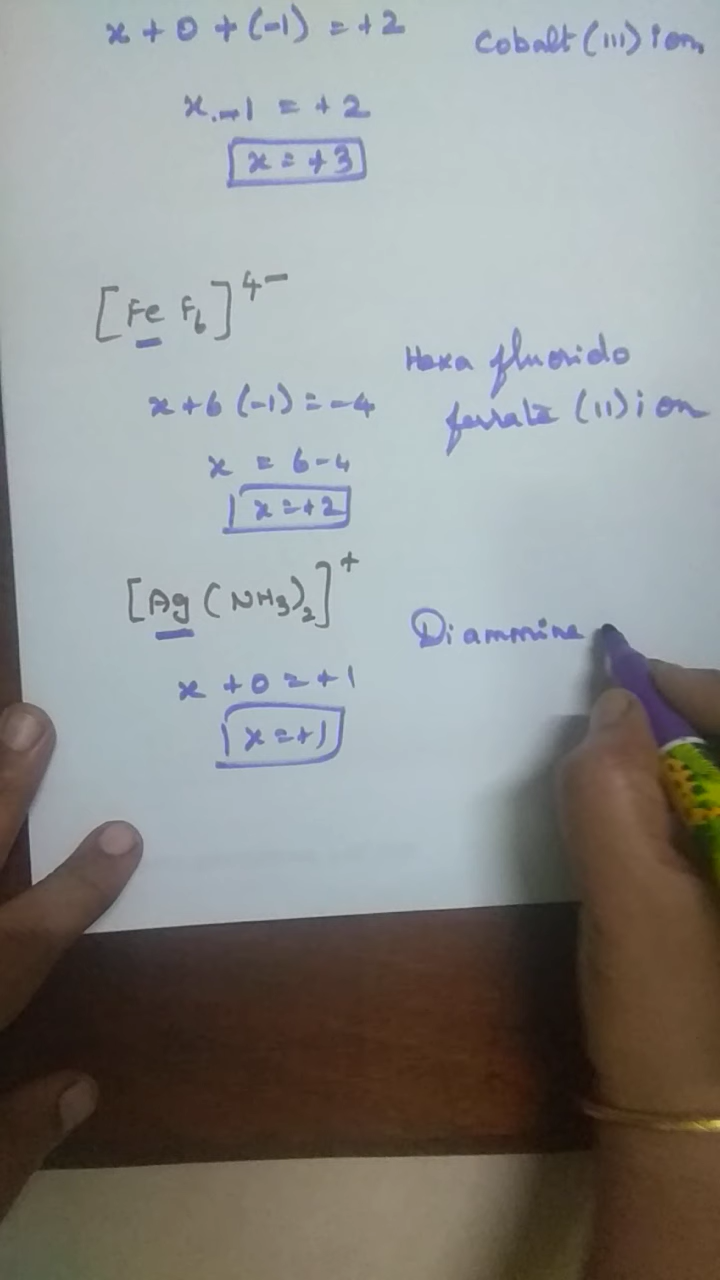 x + 0 + (-1) = +2
Cobalt (III) ion
x - 1 = +2
x = +3
[Fe F6]4-
Hexa fluorido
x + 6 (-1) = -4
ferrate (II) ion
x = 6-4
x = +2
[Ag (NH3)2]+
Diammine
x + 0 = +1
x = +1